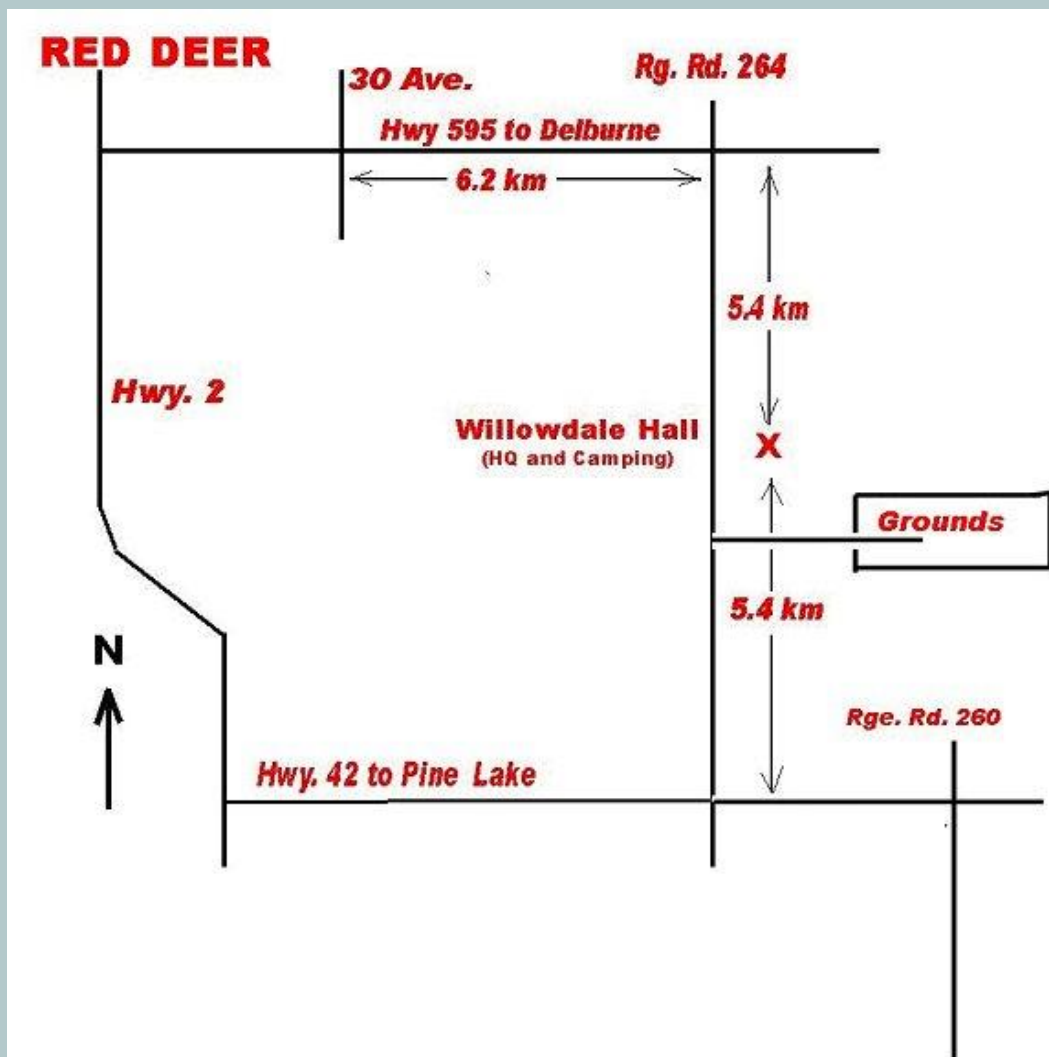 RED DEER
30 Ave.
Rg. Rd. 264
Hwy 595 to Delburne
6.2 km
5.4 km
Hwy. 2
Willowdale Hall
(HQ and Camping)
X
Grounds
5.4 km
N
Rge. Rd. 260
Hwy. 42 to Pine Lake